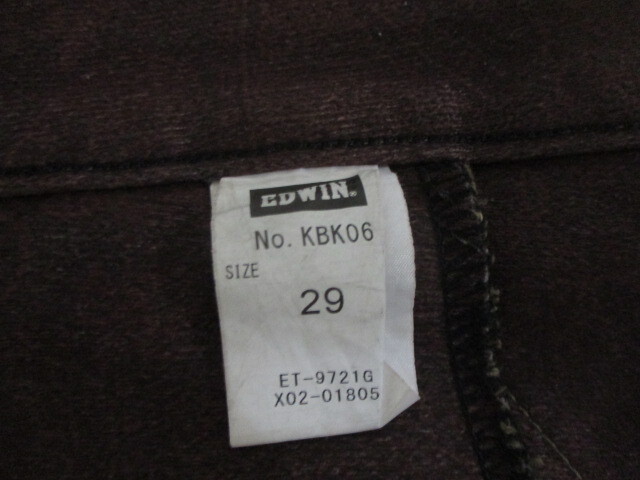 EDWIN®
No. KBK06
SIZE
29
ET-9721G
X02-01805